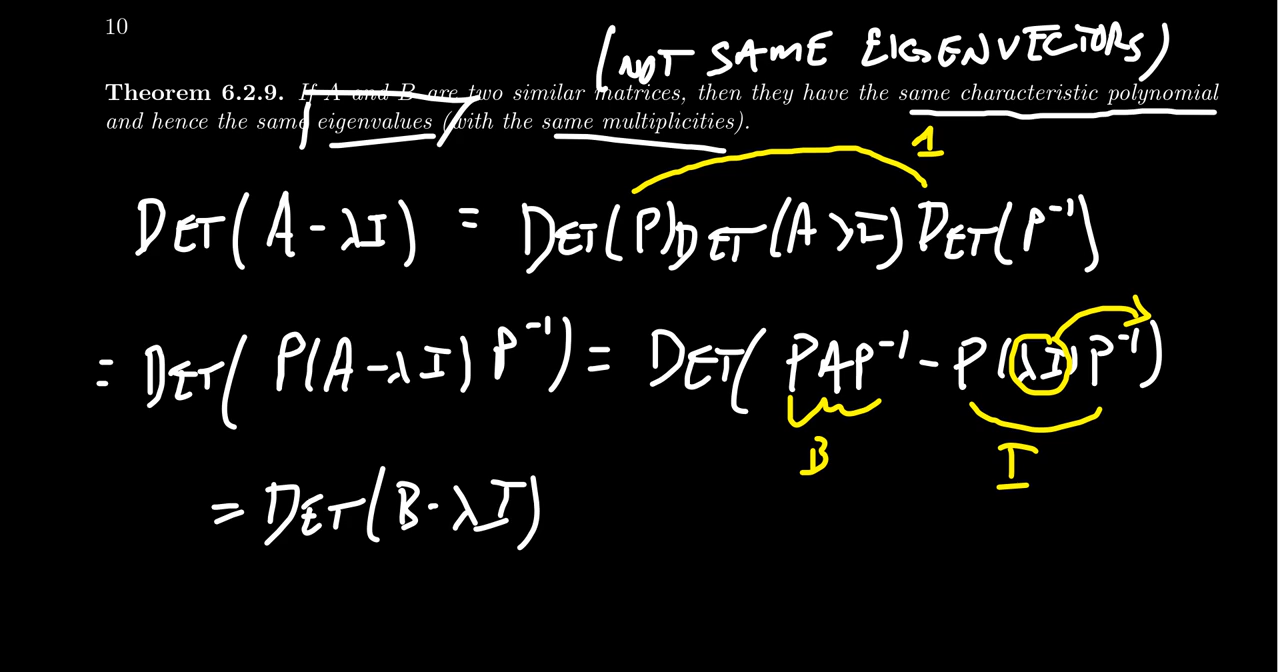 10
(NOT SAME EIGENVECTORS)
Theorem 6.2.9. If A and B are two similar matrices, then they have the same characteristic polynomial
and hence the same eigenvalues (with the same multiplicities).
1
DET(A - λI) = DET(P)DET(A λI)DET(P⁻¹)
= DET(P(A - λI)P⁻¹) = DET(PAP⁻¹ - P(λI)P⁻¹)
B I
= DET(B - λI)